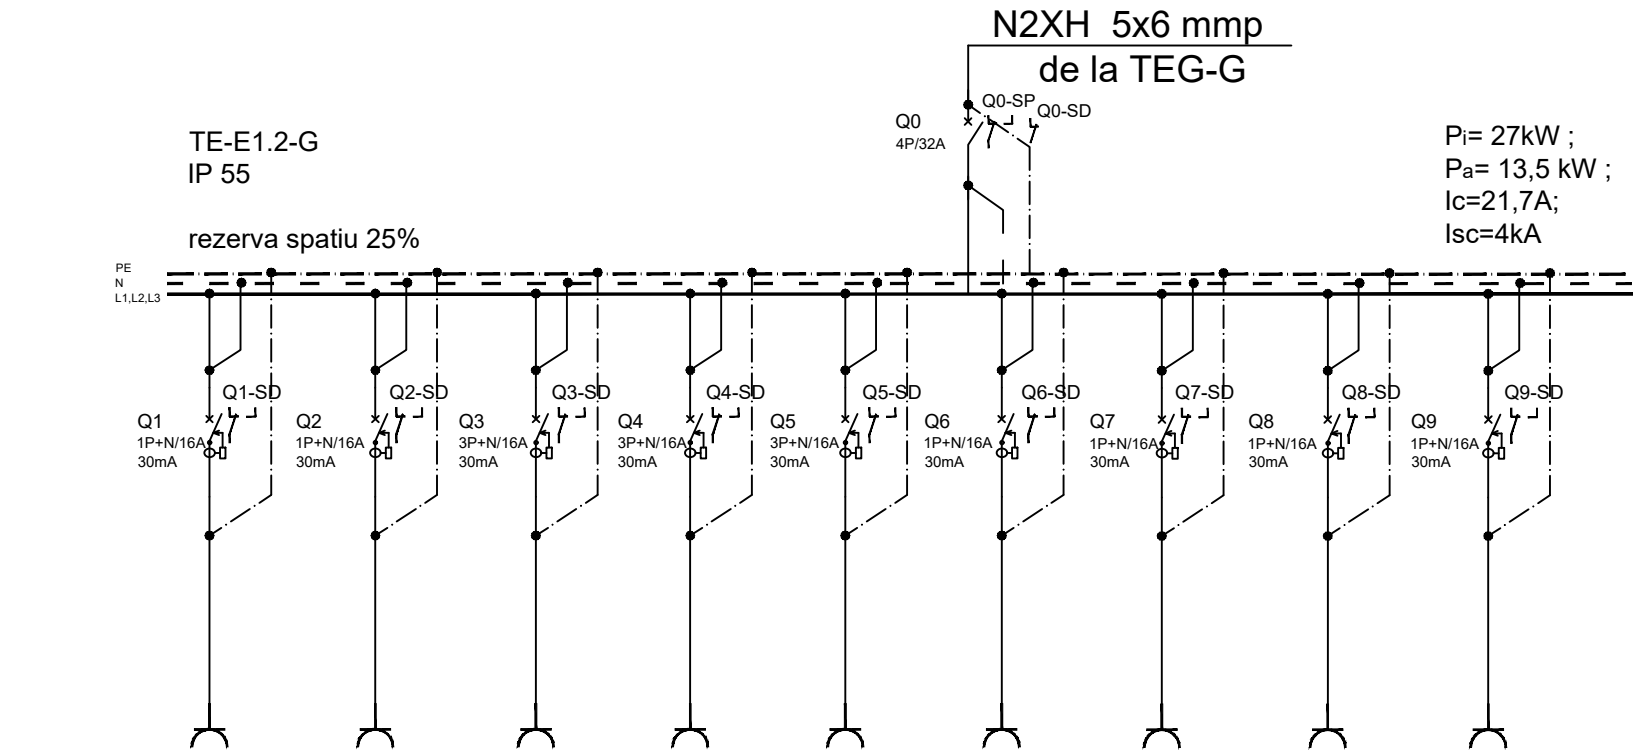 N2XH 5x6 mmp
de la TEG-G
Q0-SP
Q0-SD
Q0
4P/32A
TE-E1.2-G
IP 55
rezerva spatiu 25%
Pi= 27kW ;
Pa= 13,5 kW ;
Ic=21,7A;
Isc=4kA
PE
N
L1,L2,L3
Q1-SD
Q1
1P+N/16A
30mA
Q2-SD
Q2
1P+N/16A
30mA
Q3-SD
Q3
3P+N/16A
30mA
Q4-SD
Q4
3P+N/16A
30mA
Q5-SD
Q5
3P+N/16A
30mA
Q6-SD
Q6
1P+N/16A
30mA
Q7-SD
Q7
1P+N/16A
30mA
Q8-SD
Q8
1P+N/16A
30mA
Q9-SD
Q9
1P+N/16A
30mA